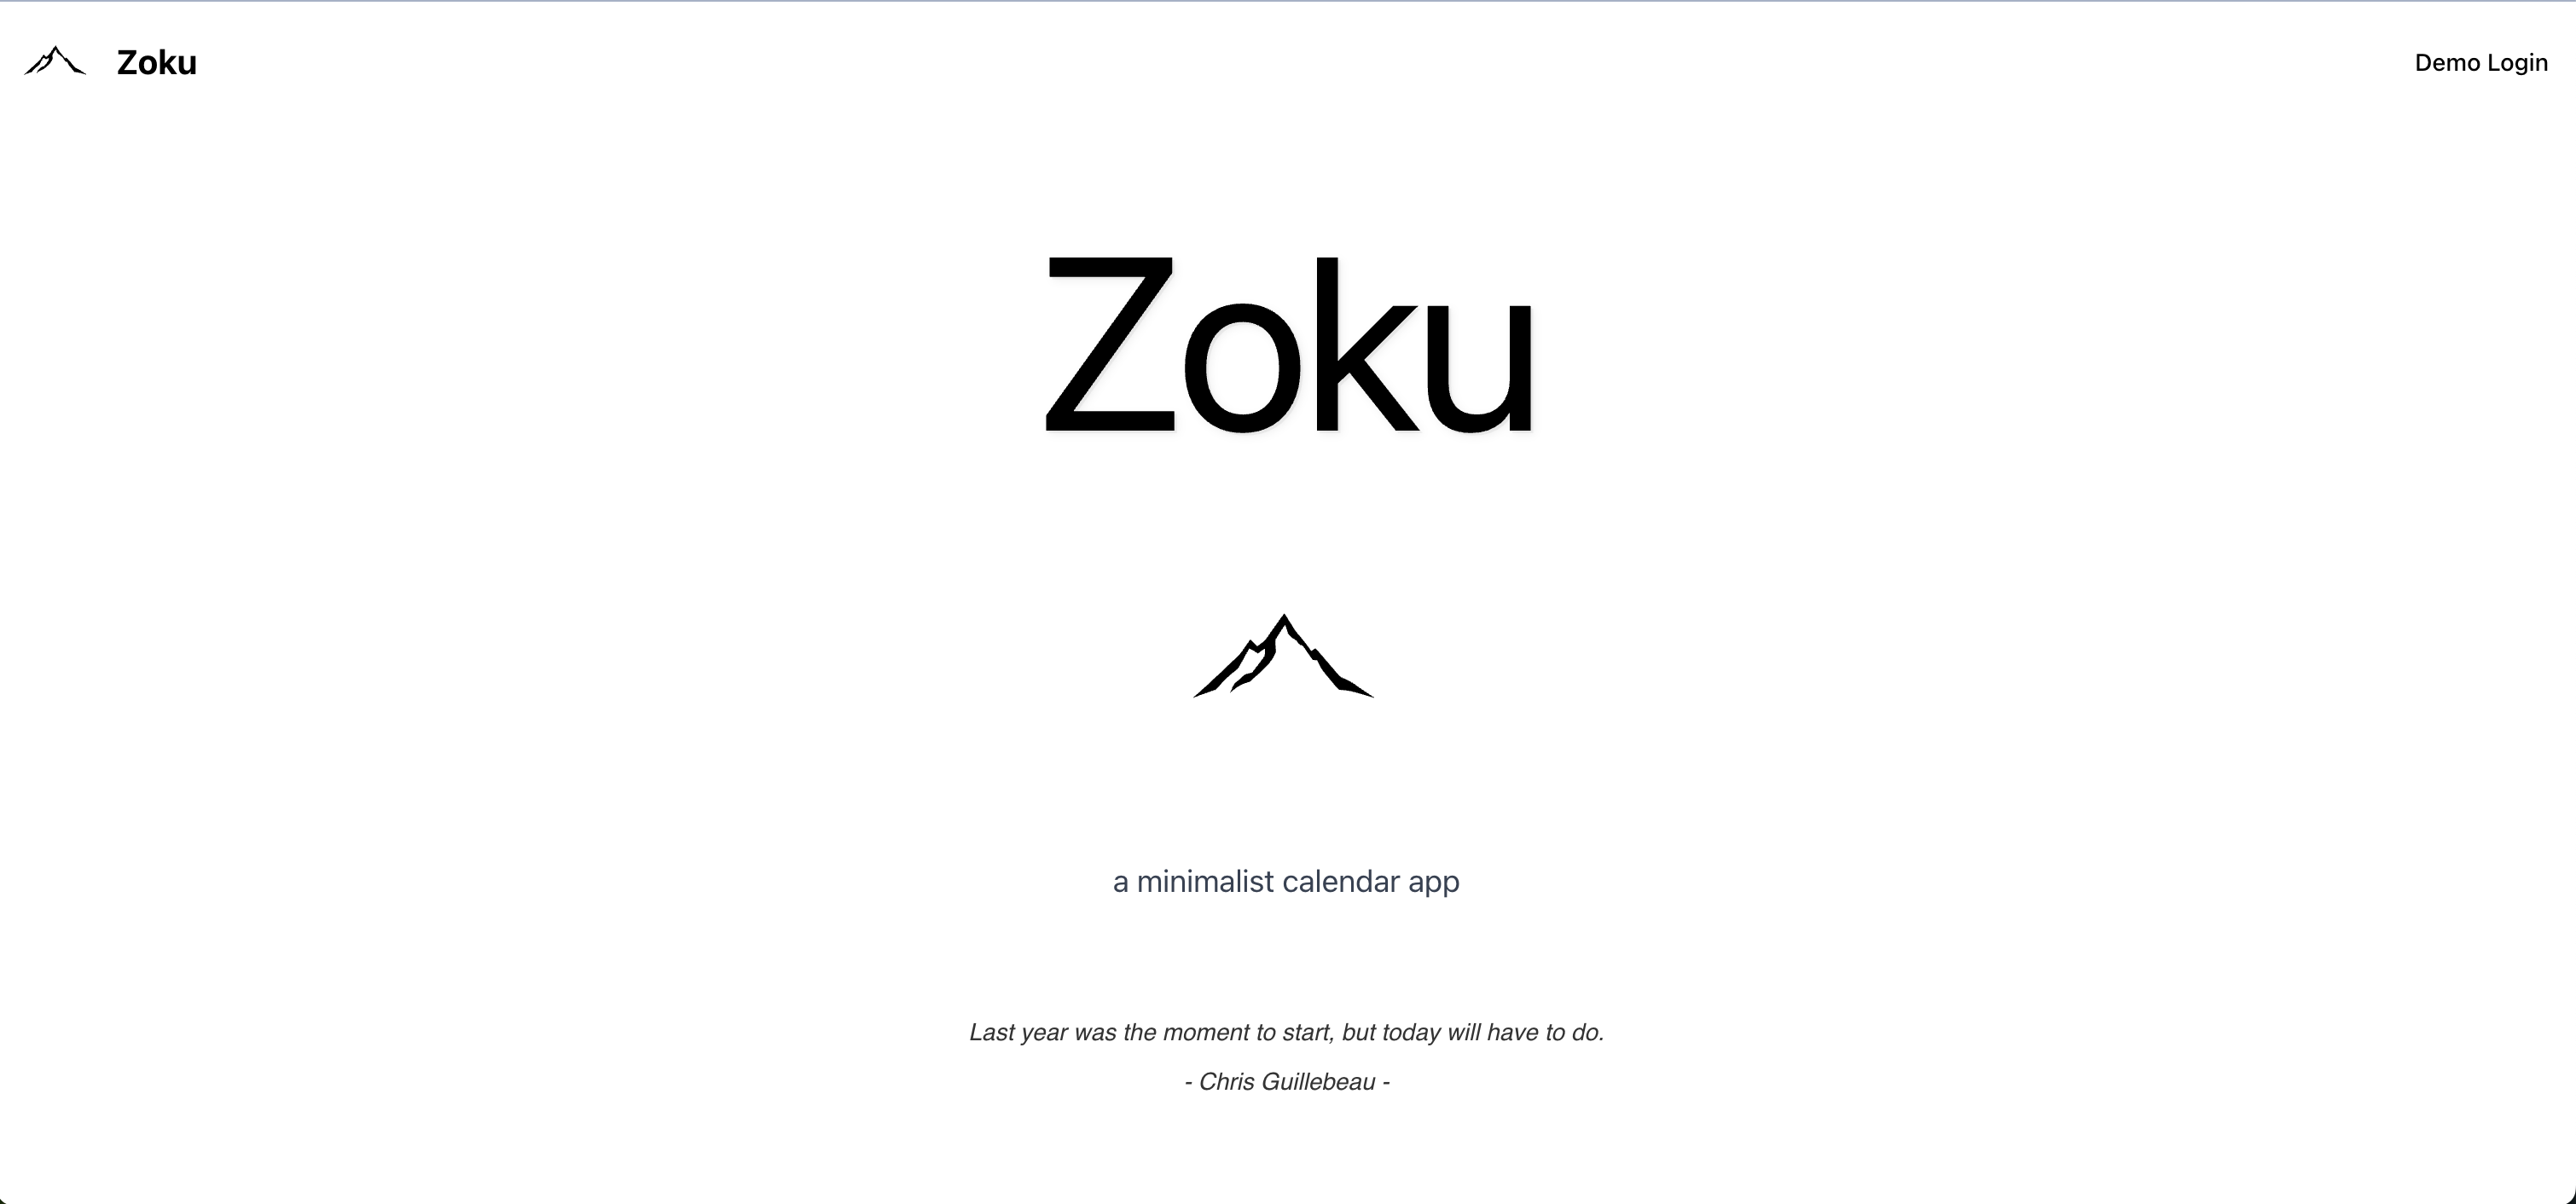 Zoku
Demo Login
Zoku
a minimalist calendar app
Last year was the moment to start, but today will have to do.
- Chris Guillebeau -